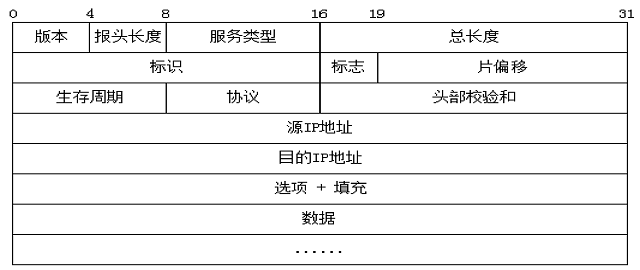 0 4 8 16 19 31
版本 报头长度 服务类型 总长度
标识 标志 片偏移
生存周期 协议 头部校验和
源IP地址
目的IP地址
选项 + 填充
数据
......